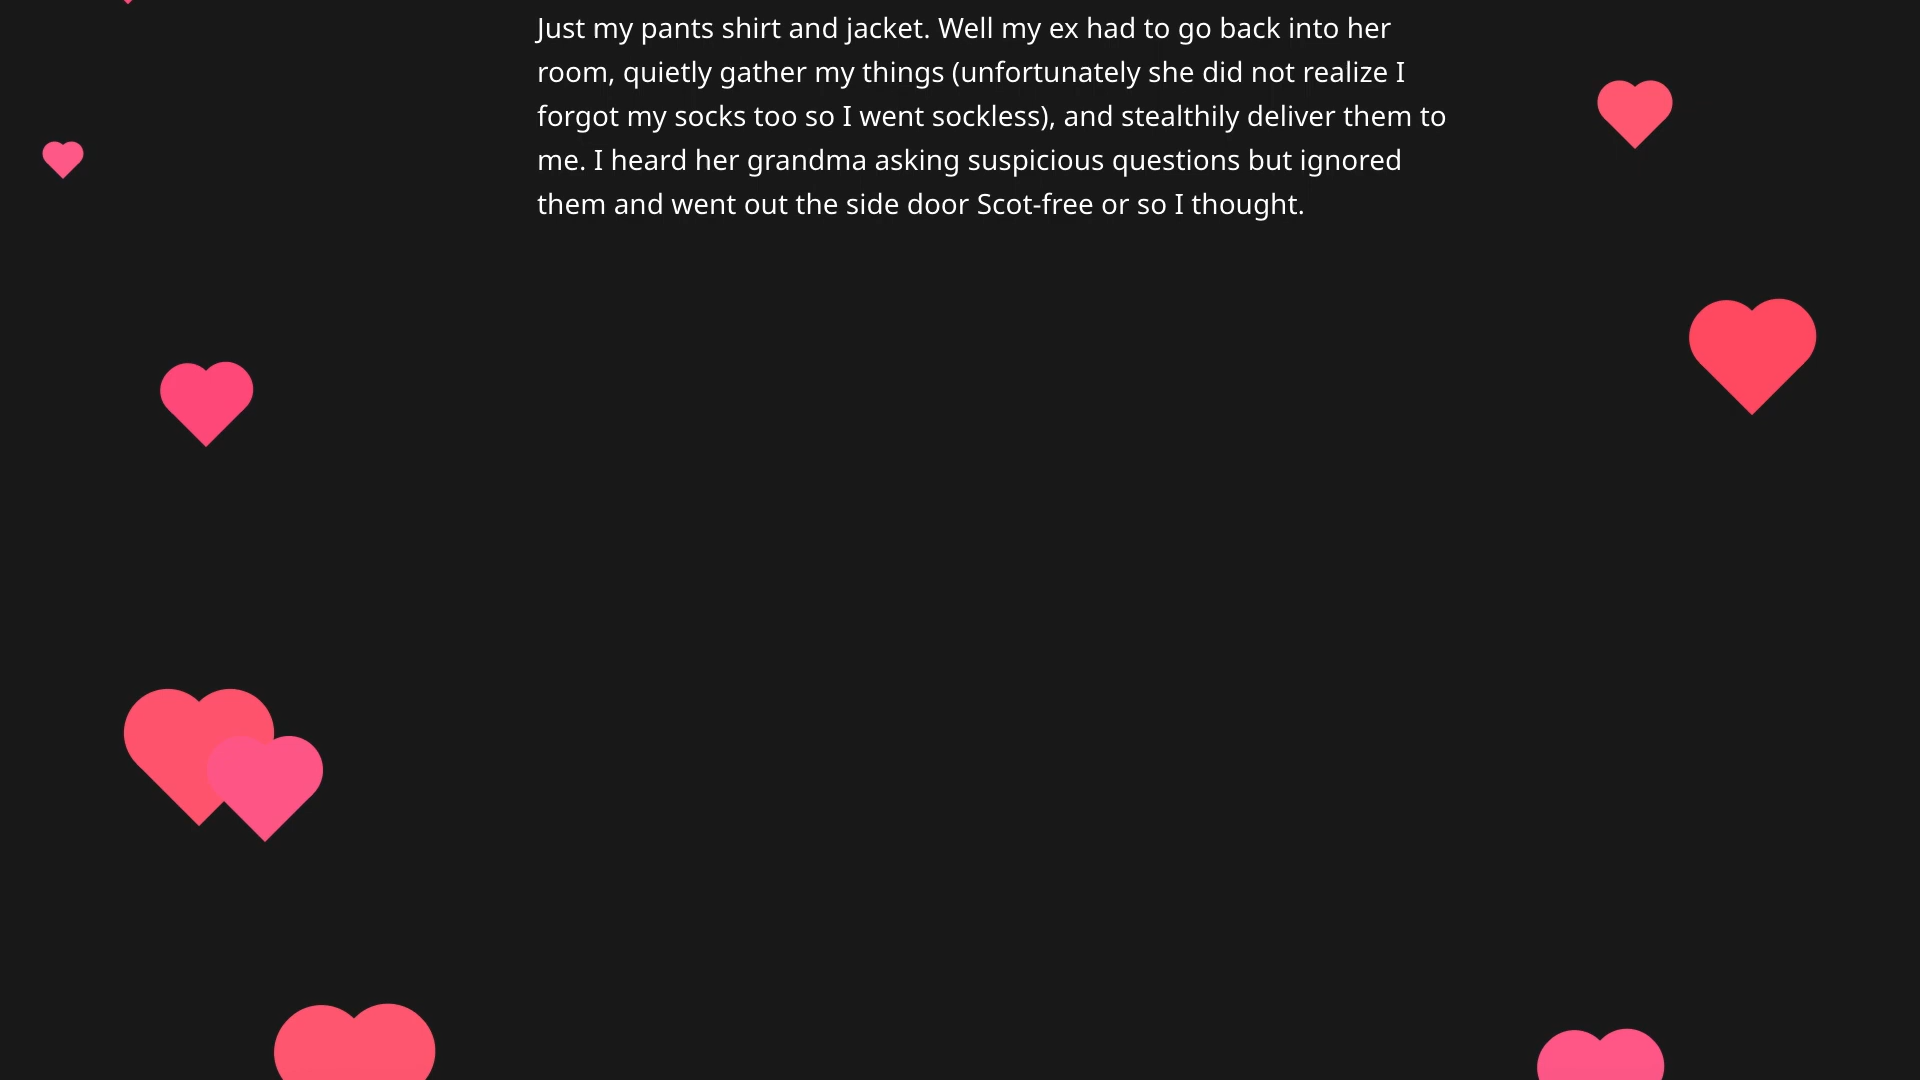 Just my pants shirt and jacket. Well my ex had to go back into her
room, quietly gather my things (unfortunately she did not realize I
forgot my socks too so I went sockless), and stealthily deliver them to
me. I heard her grandma asking suspicious questions but ignored
them and went out the side door Scot-free or so I thought.